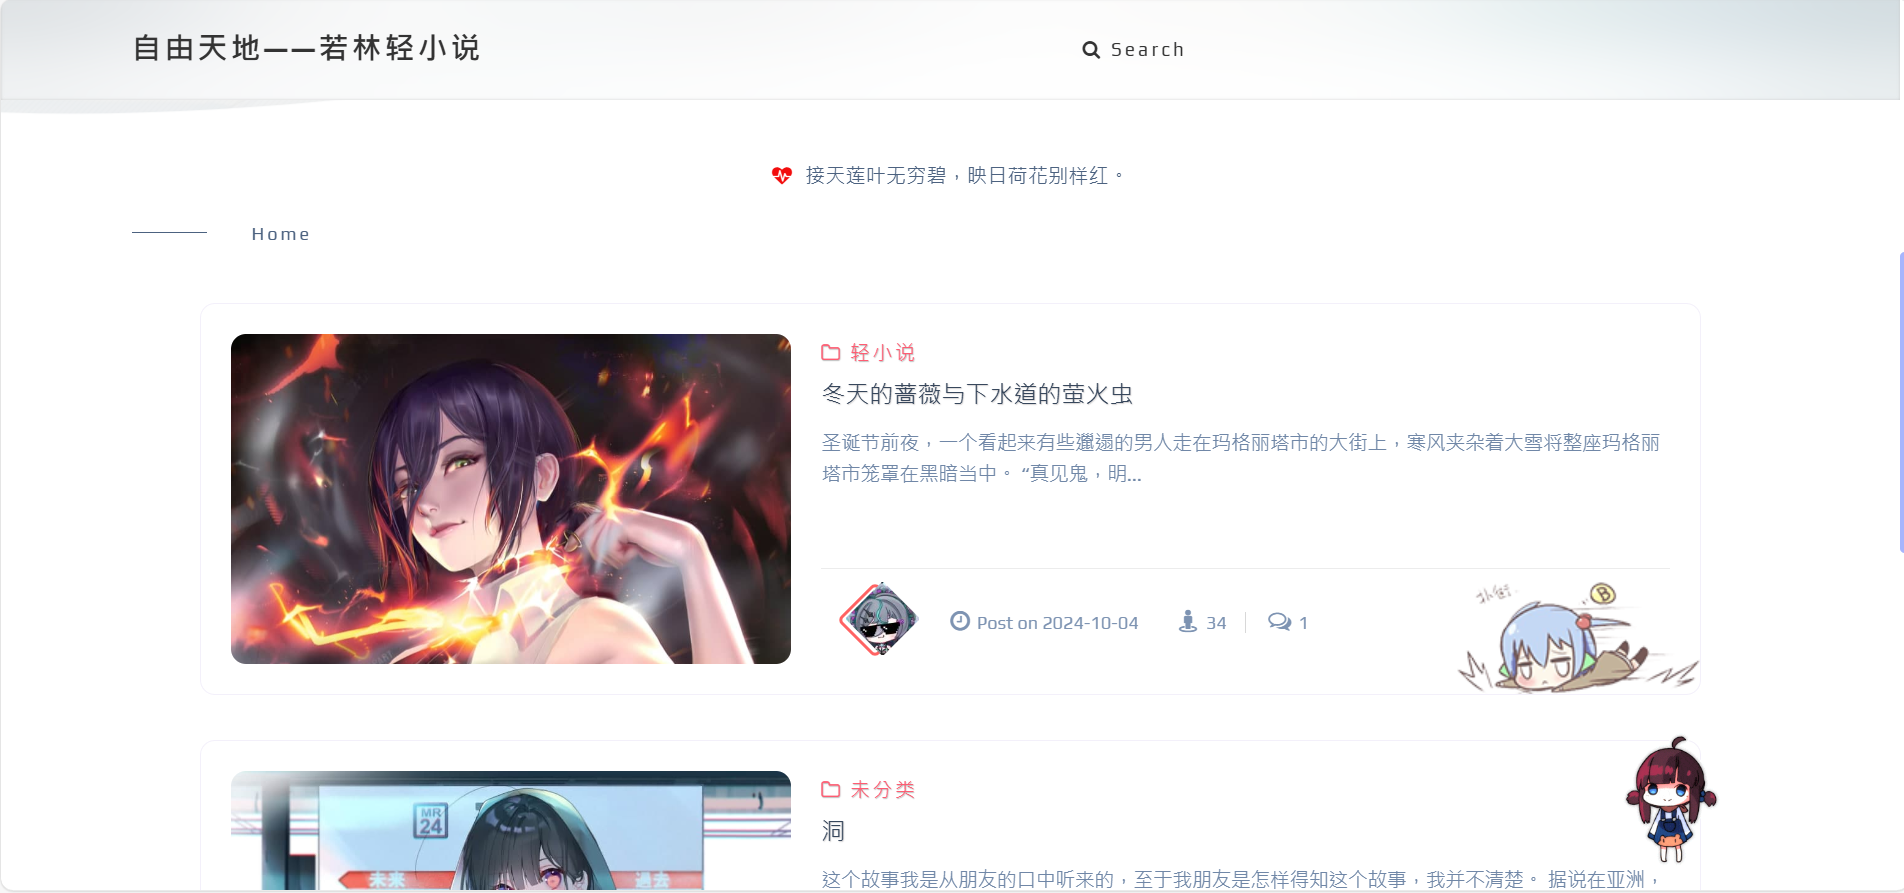 自由天地——若林轻小说
Search
接天莲叶无穷碧，映日荷花别样红。
Home
轻小说
冬天的蔷薇与下水道的萤火虫
圣诞节前夜，一个看起来有些邋遢的男人走在玛格丽塔市的大街上，寒风夹杂着大雪将整座玛格丽
塔市笼罩在黑暗当中。 “真见鬼，明...
Post on 2024-10-04
34
1
B
未分类
洞
MR
24
未来
過去
这个故事我是从朋友的口中听来的，至于我朋友是怎样得知这个故事，我并不清楚。 据说在亚洲，